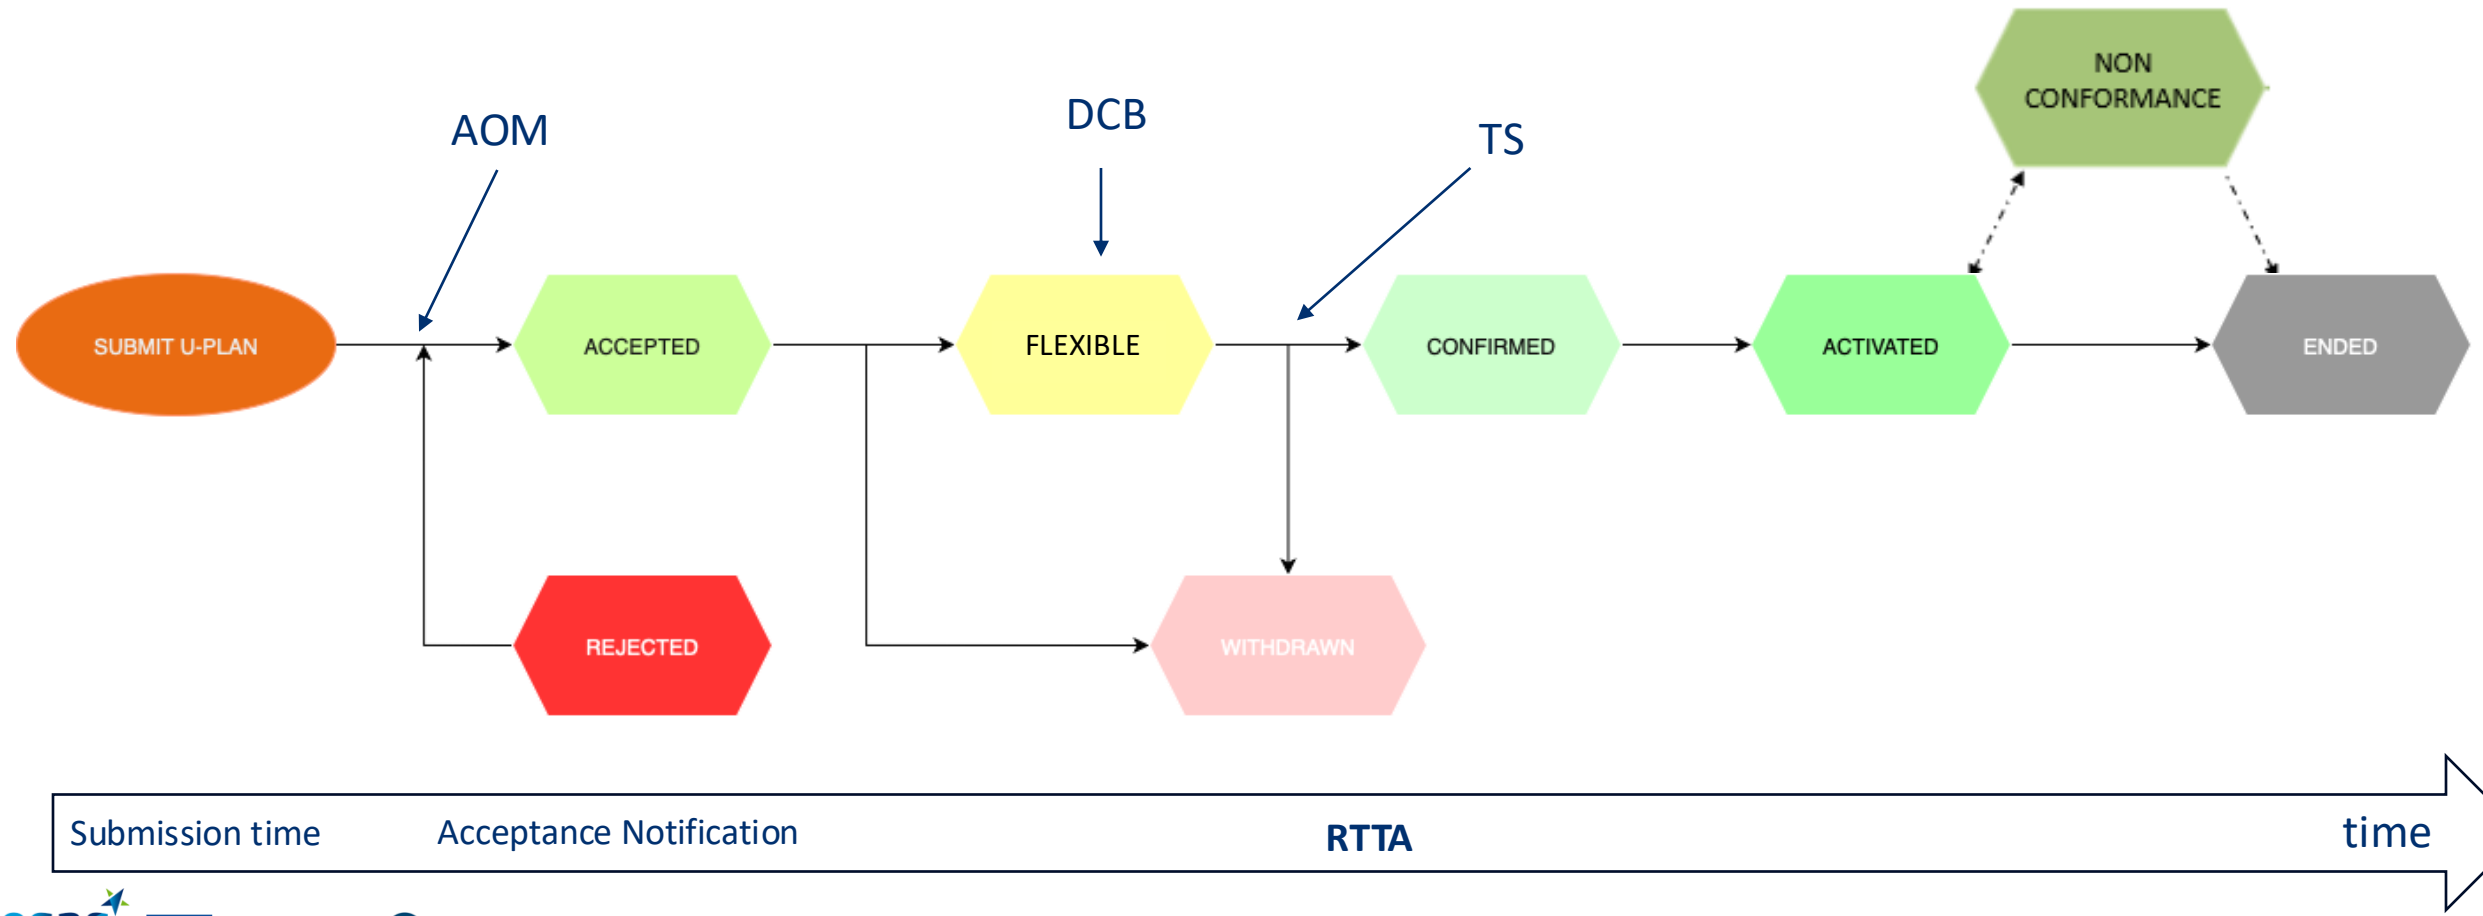 NON
CONFORMANCE
DCB
AOM
TS
SUBMIT U-PLAN
ACCEPTED
FLEXIBLE
CONFIRMED
ACTIVATED
ENDED
REJECTED
WITHDRAWN
Submission time
Acceptance Notification
RTTA
time